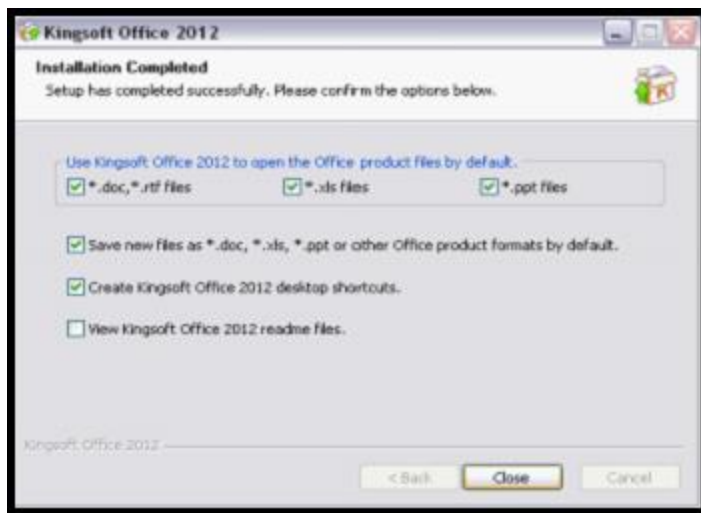 Kingsoft Office 2012
Installation Completed
Setup has completed successfully. Please confirm the options below.
Use Kingsoft Office 2012 to open the Office product files by default.
*.doc,*.rtf files *.xls files *.ppt files
Save new files as *.doc, *.xls, *.ppt or other Office product formats by default.
Create Kingsoft Office 2012 desktop shortcuts.
View Kingsoft Office 2012 readme files.
Kingsoft Office 2012
< Back Close Cancel